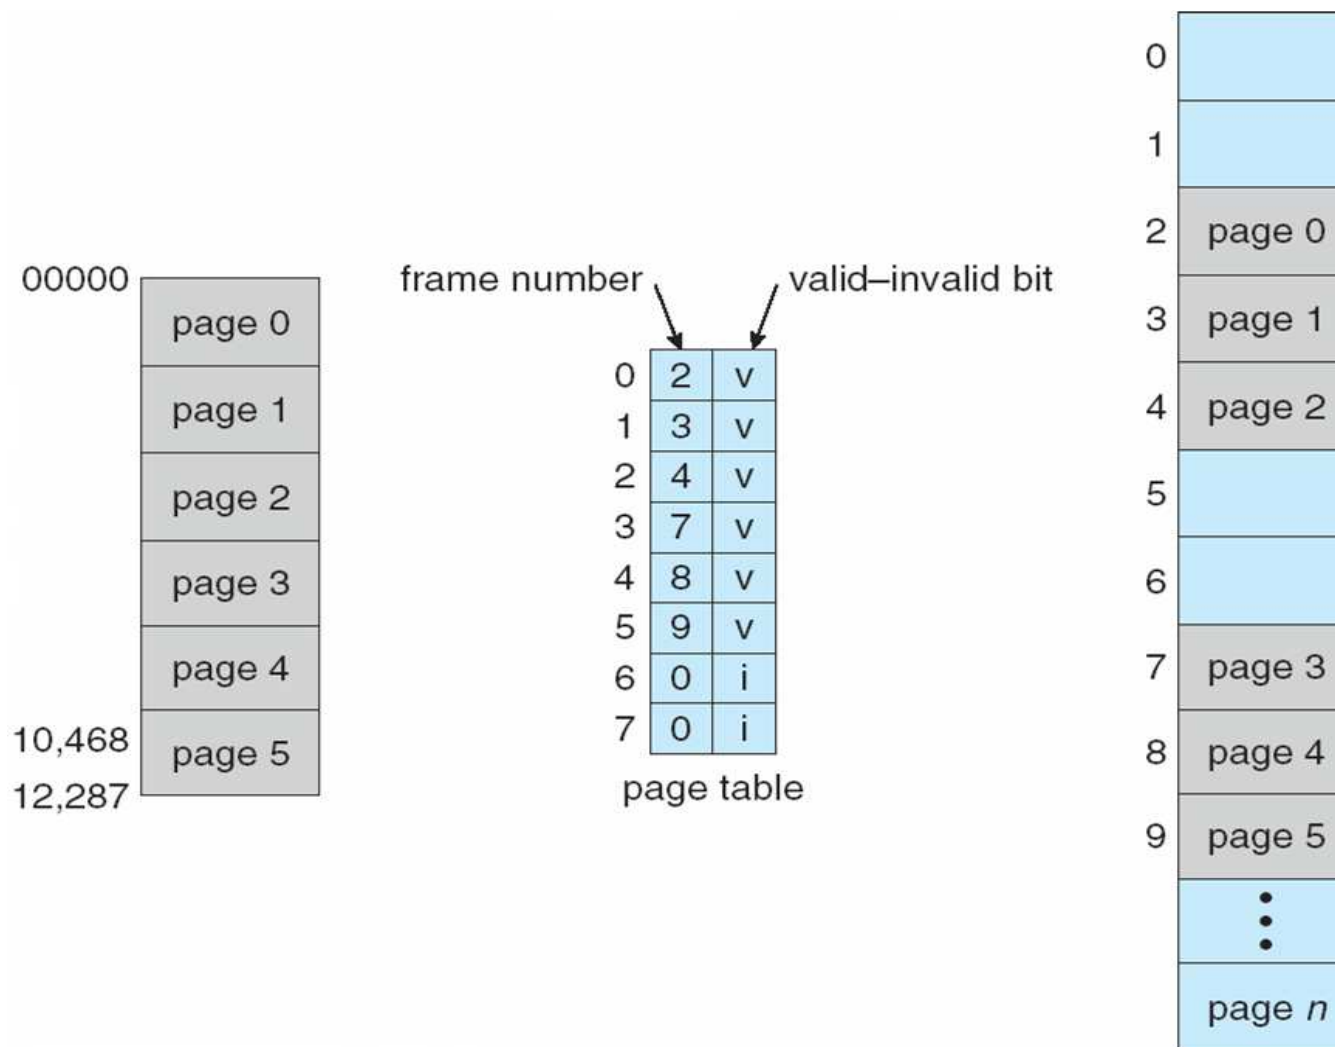 00000
page 0
page 1
page 2
page 3
page 4
10,468
page 5
12,287
frame number
valid–invalid bit
0 2 v
1 3 v
2 4 v
3 7 v
4 8 v
5 9 v
6 0 i
7 0 i
page table
0
1
2 page 0
3 page 1
4 page 2
5
6
7 page 3
8 page 4
9 page 5
page n